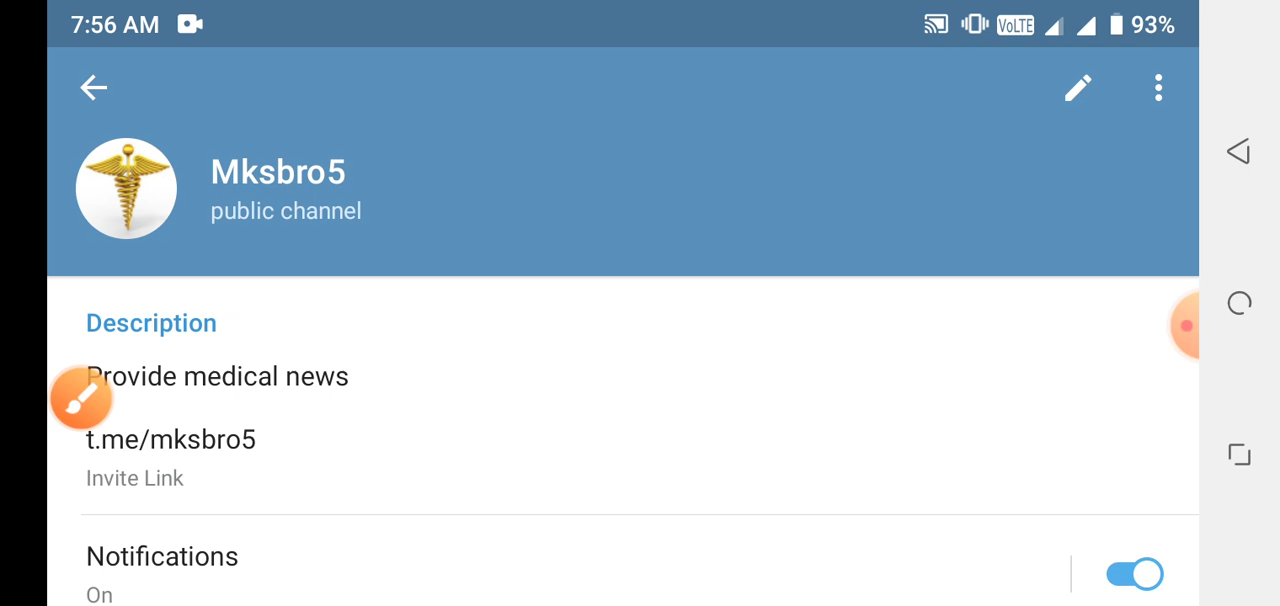 7:56 AM VoLTE 93%
Mksbro5
public channel
Description
Provide medical news
t.me/mksbro5
Invite Link
Notifications
On